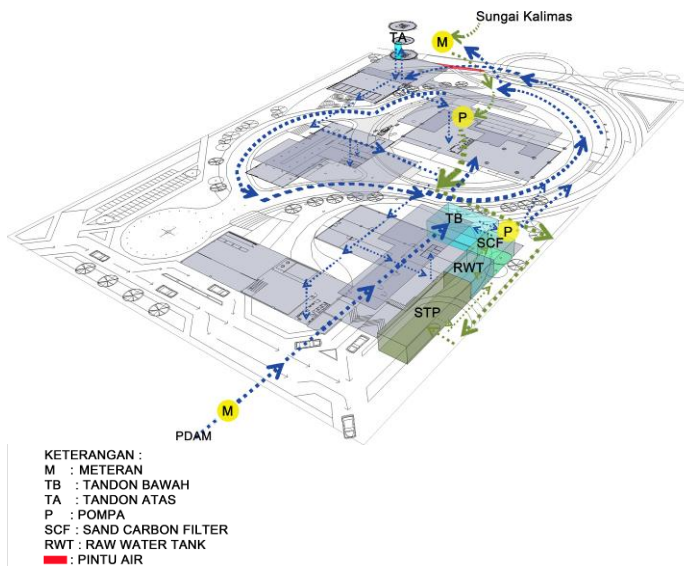 Sungai Kalimas
TA
M
P
TB
P
SCF
RWT
STP
M
PDAM
KETERANGAN :
M : METERAN
TB : TANDON BAWAH
TA : TANDON ATAS
P : POMPA
SCF : SAND CARBON FILTER
RWT : RAW WATER TANK
: PINTU AIR